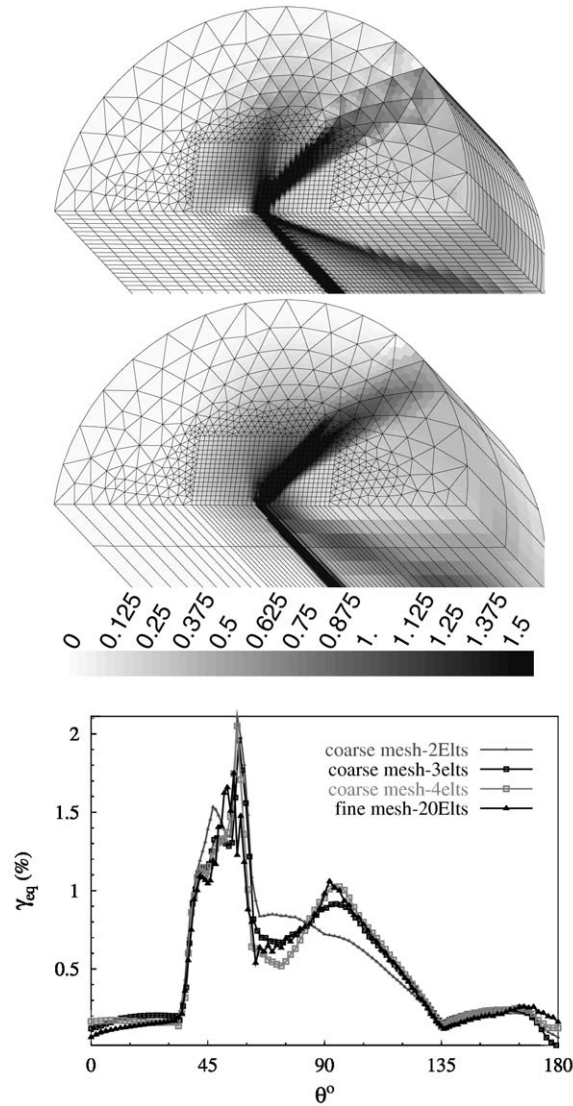 0 0.125 0.25 0.375 0.5 0.625 0.75 0.875 1. 1.125 1.25 1.375 1.5
2
1.5
1
0.5
γeq (%)
coarse mesh-2Elts
coarse mesh-3elts
coarse mesh-4elts
fine mesh-20Elts
0 45 90 135 180
θº